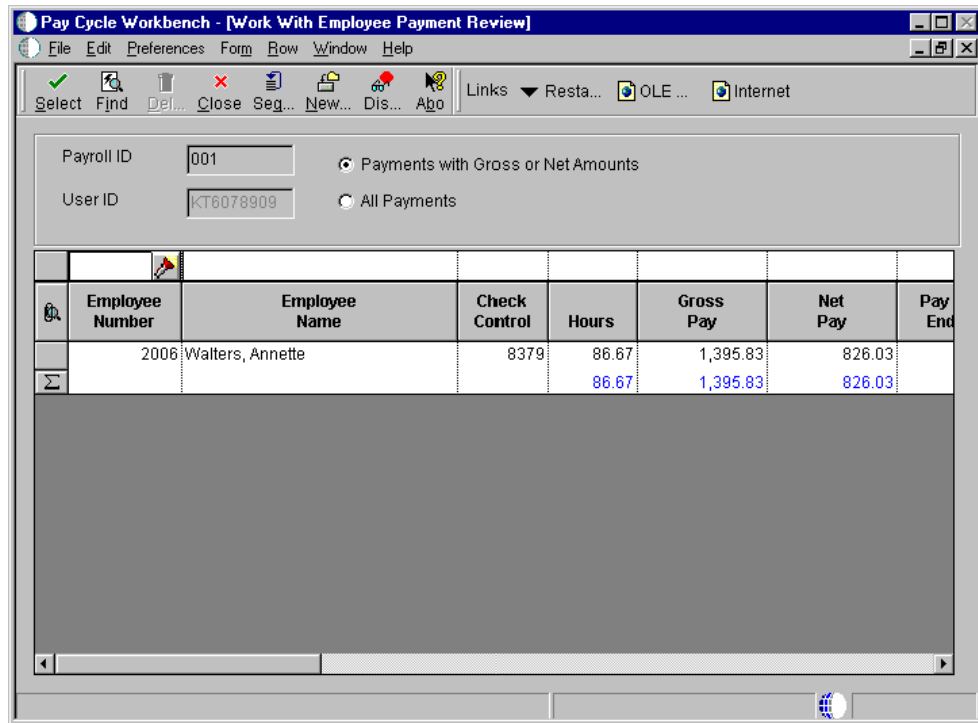 Pay Cycle Workbench - [Work With Employee Payment Review]
File Edit Preferences Form Row Window Help
Select Find Del... Close Seq... New... Dis... Abo Links Resta... OLE ... Internet
Payroll ID 001 Payments with Gross or Net Amounts
User ID KT6078909 All Payments
Employee Number Employee Name Check Control Hours Gross Pay Net Pay Pay End
2006 Walters, Annette 8379 86.67 1,395.83 826.03
Σ 86.67 1,395.83 826.03